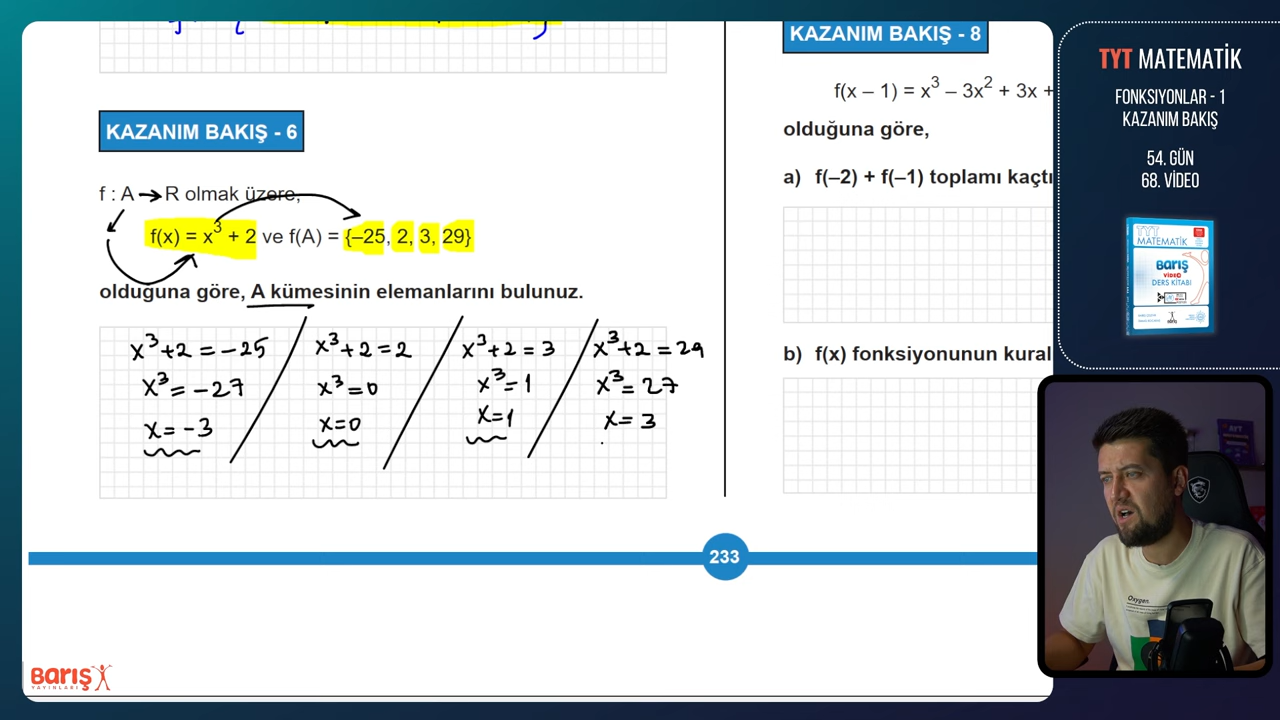 KAZANIM BAKIŞ - 6
f : A → R olmak üzere,
f(x) = x³ + 2 ve f(A) = {–25, 2, 3, 29}
olduğuna göre, A kümesinin elemanlarını bulunuz.
x³+2 = -25
x³ = -27
x = -3
x³+2 = 2
x³ = 0
x = 0
x³+2 = 3
x³ = 1
x = 1
x³+2 = 29
x³ = 27
x = 3
233
KAZANIM BAKIŞ - 8
f(x – 1) = x³ – 3x² + 3x +
olduğuna göre,
a) f(–2) + f(–1) toplamı kaçtı
b) f(x) fonksiyonunun kural
TYT MATEMATİK
FONKSIYONLAR - 1
KAZANIM BAKIŞ
54. GÜN
68. VİDEO
TYT
MATEMATİK
BARIŞ
VİDEO
DERS KİTABI
Oxygen.
BARIŞ
YAYINLARI